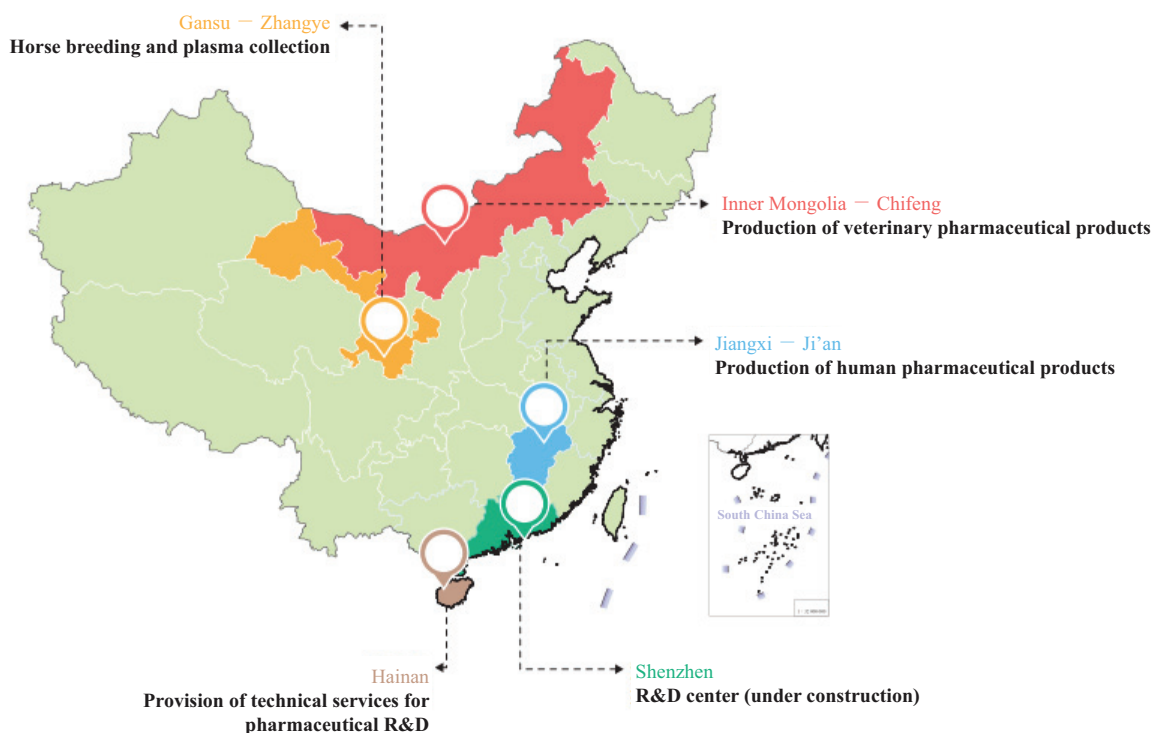 Gansu － Zhangye
Horse breeding and plasma collection
Inner Mongolia － Chifeng
Production of veterinary pharmaceutical products
Jiangxi － Ji’an
Production of human pharmaceutical products
South China Sea
Hainan
Provision of technical services for
pharmaceutical R&D
Shenzhen
R&D center (under construction)